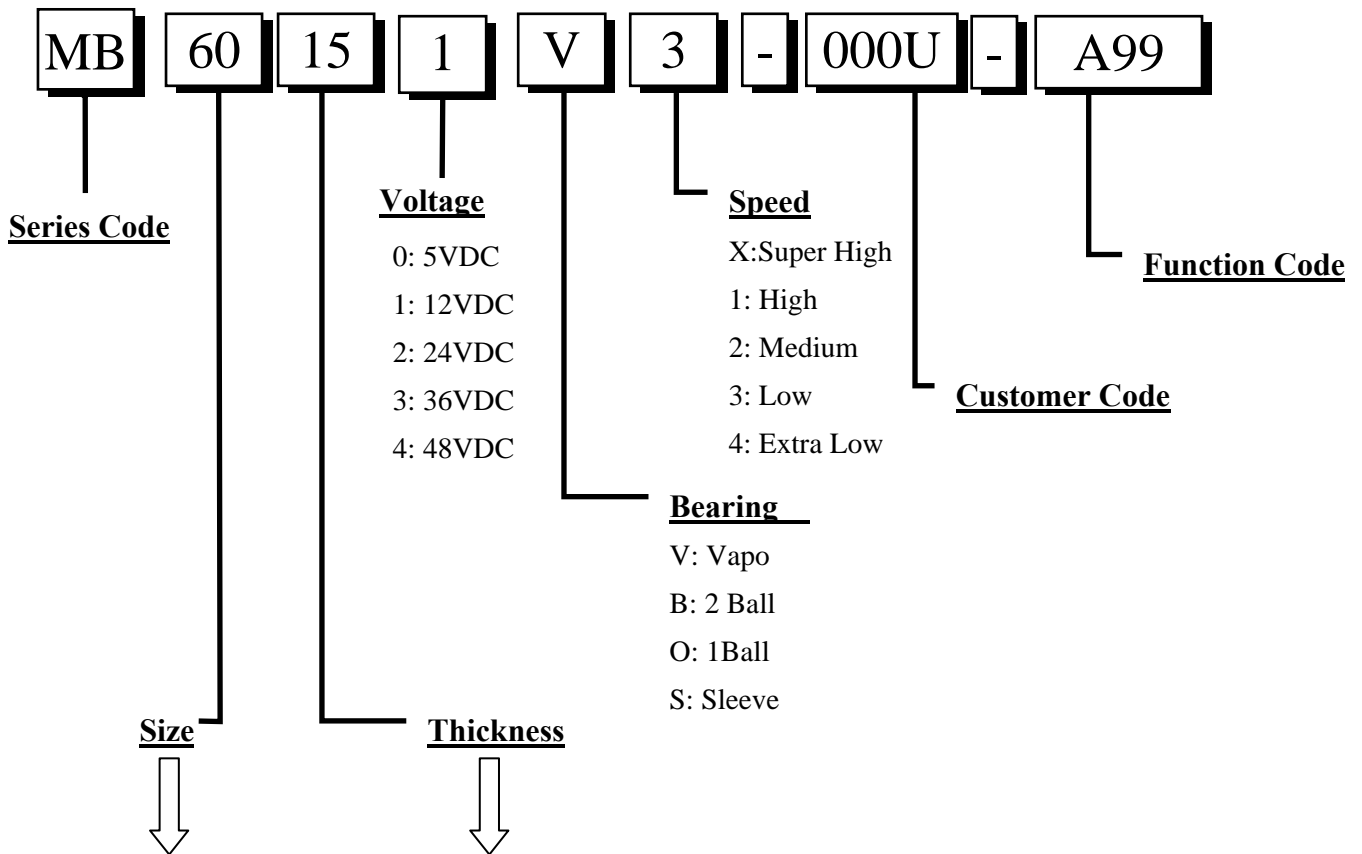 MB 60 15 1 V 3 - 000U - A99
Series Code
Voltage
0: 5VDC
1: 12VDC
2: 24VDC
3: 36VDC
4: 48VDC
Speed
X:Super High
1: High
2: Medium
3: Low
4: Extra Low
Function Code
Customer Code
Bearing
V: Vapo
B: 2 Ball
O: 1Ball
S: Sleeve
Size
Thickness